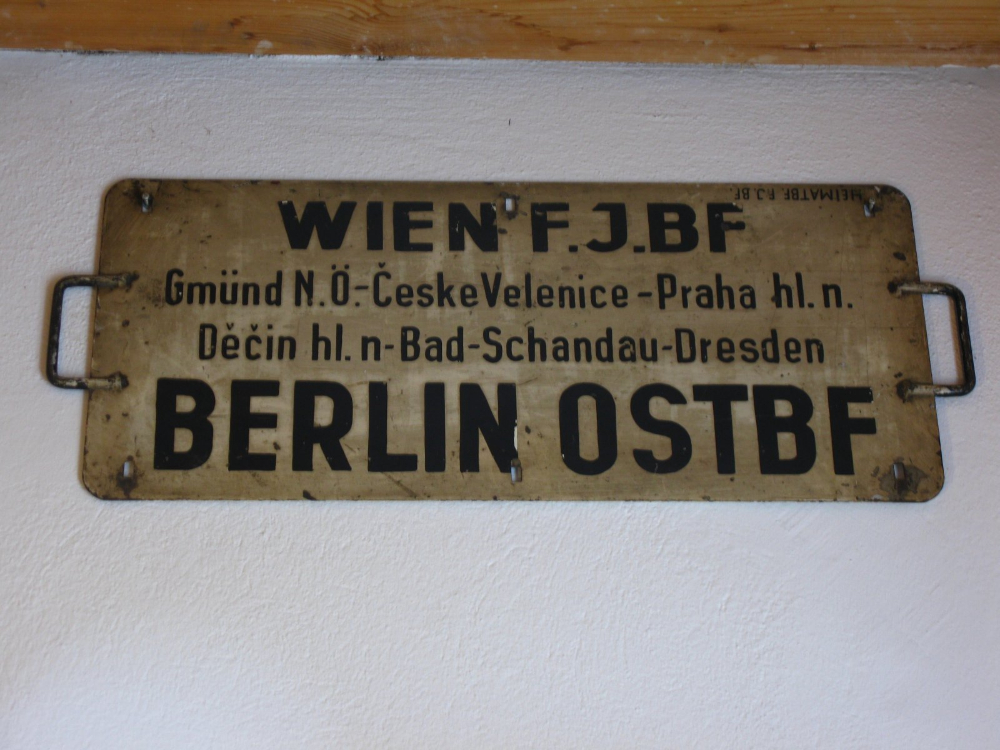 HEIMATBF. F.J.BF.
WIEN F.J.BF
Gmünd N.Ö.-ČeskeVelenice-Praha hl.n.
Děčin hl.n-Bad-Schandau-Dresden
BERLIN OSTBF